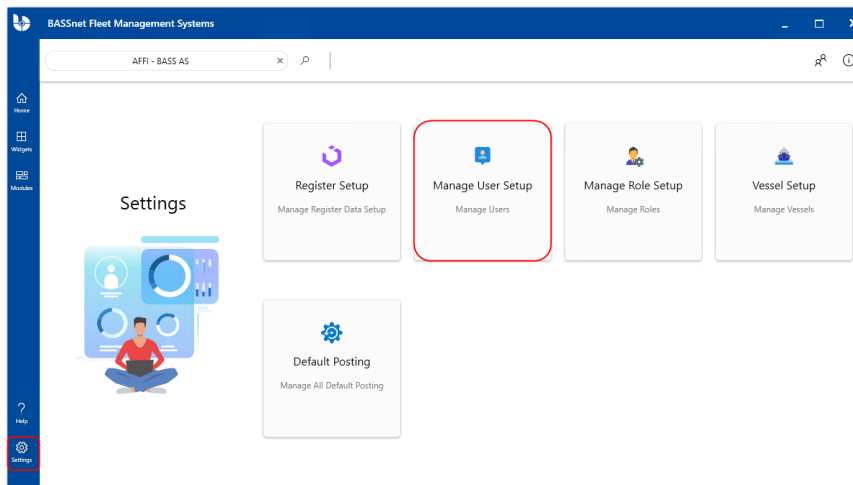 BASSnet Fleet Management Systems
AFFI - BASS AS
Home
Widgets
Modules
Settings
Register Setup
Manage Register Data Setup
Manage User Setup
Manage Users
Manage Role Setup
Manage Roles
Vessel Setup
Manage Vessels
Default Posting
Manage All Default Posting
Help
Settings